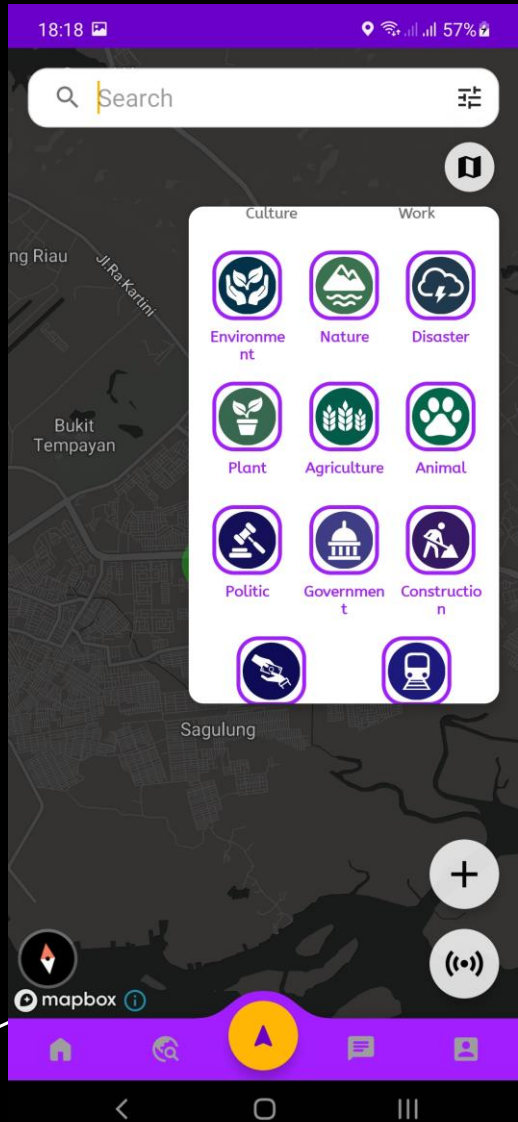 18:18
57%
Search
Culture
Work
ng Riau
Jl.Ra.Kartini
Environme
nt
Nature
Disaster
Bukit
Tempayan
Plant
Agriculture
Animal
Politic
Governmen
t
Constructio
n
Sagulung
mapbox